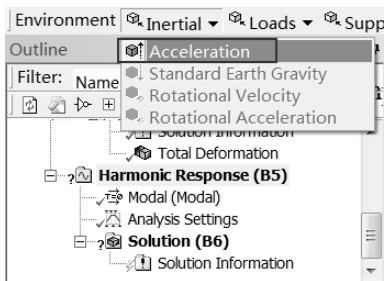 Environment Inertial Loads Supp
Outline
Acceleration
Filter: Name
Standard Earth Gravity
Rotational Velocity
Rotational Acceleration
Solution Information
Total Deformation
Harmonic Response (B5)
Modal (Modal)
Analysis Settings
Solution (B6)
Solution Information